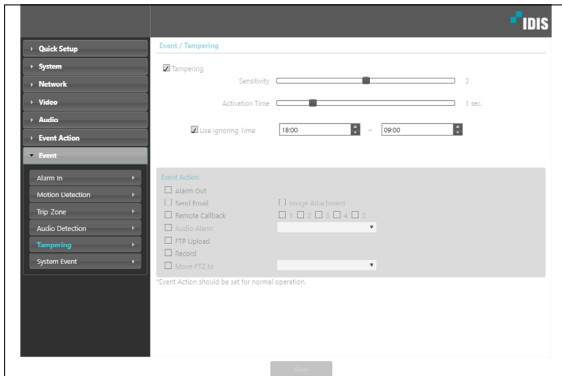 IDIS
Quick Setup
System
Network
Video
Audio
Event Action
Event
Alarm In
Motion Detection
Trip Zone
Audio Detection
Tampering
System Event
Event / Tampering
Tampering
Sensitivity 3
Activation Time 1 sec.
Use Ignoring Time 18:00 ~ 09:00
Event Action
Alarm Out
Send Email Image Attachment
Remote Callback 1 2 3 4 5
Audio Alarm
FTP Upload
Record
Move PTZ to
*Event Action should be set for normal operation.
Save